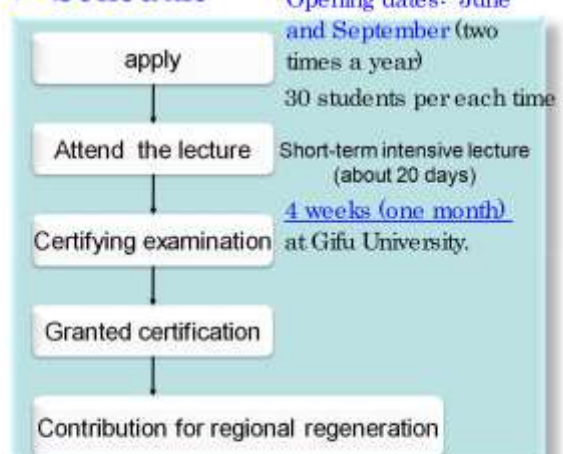 Opening dates: June
and September (two
times a year)
30 students per each time
apply
Attend the lecture
Short-term intensive lecture
(about 20 days)
4 weeks (one month)
at Gifu University.
Certifying examination
Granted certification
Contribution for regional regeneration